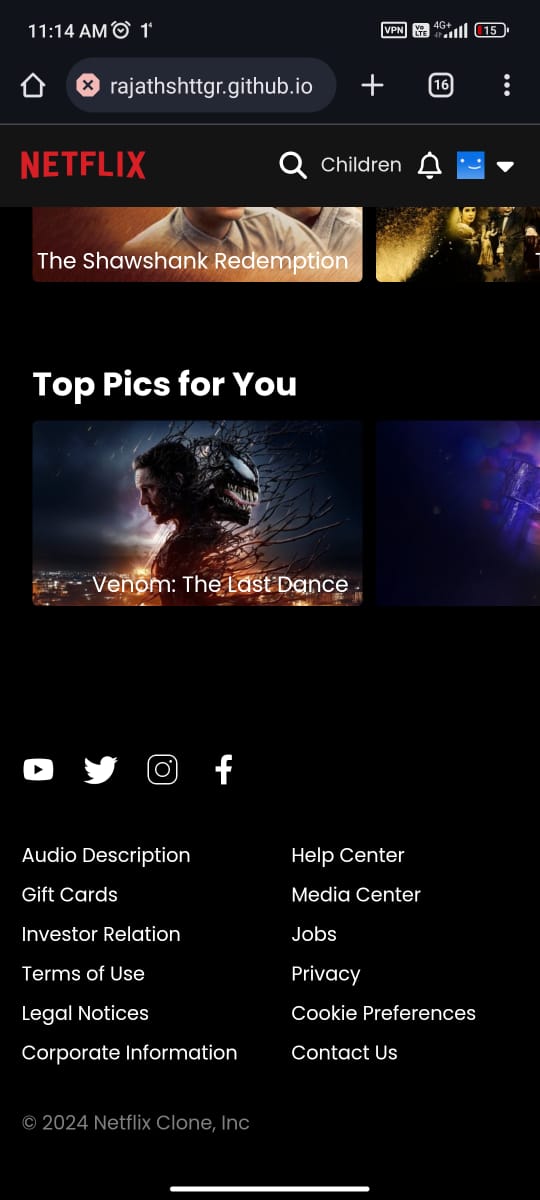 11:14 AM
VPN Vo LTE 4G+ 15
rajathshttgr.github.io
16
NETFLIX
Children
The Shawshank Redemption
Top Pics for You
Venom: The Last Dance
Audio Description
Help Center
Gift Cards
Media Center
Investor Relation
Jobs
Terms of Use
Privacy
Legal Notices
Cookie Preferences
Corporate Information
Contact Us
© 2024 Netflix Clone, Inc